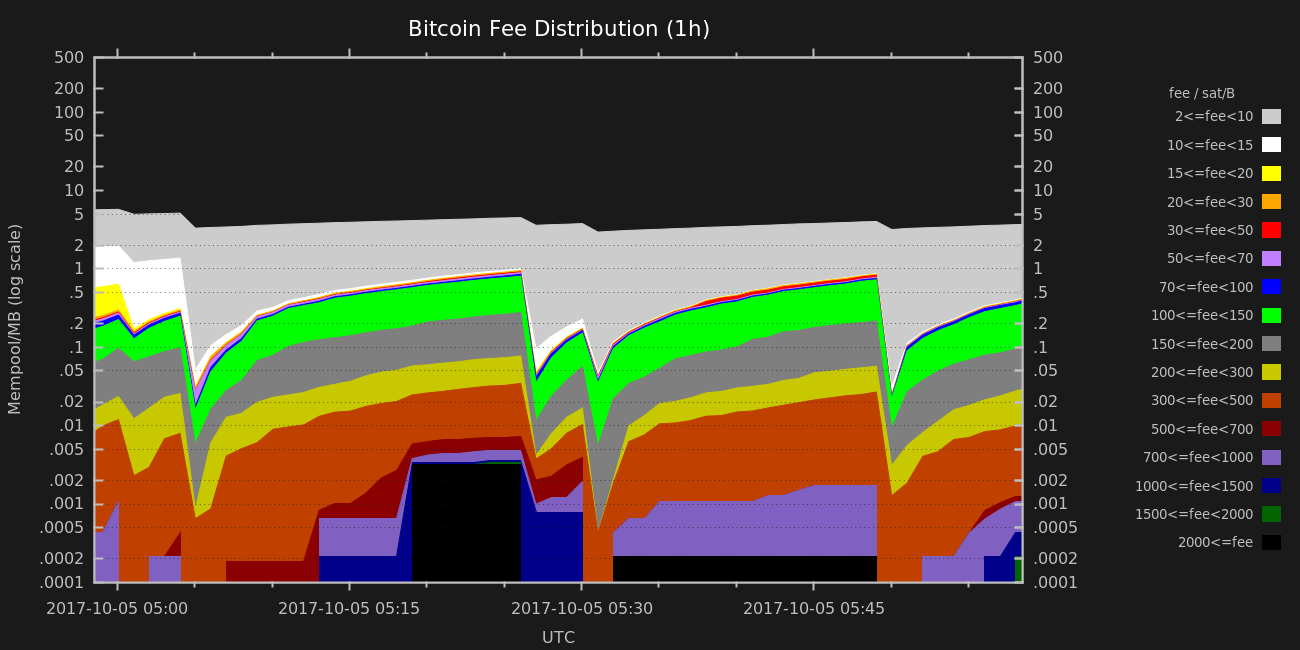 Bitcoin Fee Distribution (1h)
500
200
100
50
20
10
5
2
1
.5
.2
.1
.05
.02
.01
.005
.002
.001
.0005
.0002
.0001
Mempool/MB (log scale)
500
200
100
50
20
10
5
2
1
.5
.2
.1
.05
.02
.01
.005
.002
.001
.0005
.0002
.0001
2017-10-05 05:00 2017-10-05 05:15 2017-10-05 05:30 2017-10-05 05:45
UTC
fee / sat/B
2<=fee<10
10<=fee<15
15<=fee<20
20<=fee<30
30<=fee<50
50<=fee<70
70<=fee<100
100<=fee<150
150<=fee<200
200<=fee<300
300<=fee<500
500<=fee<700
700<=fee<1000
1000<=fee<1500
1500<=fee<2000
2000<=fee